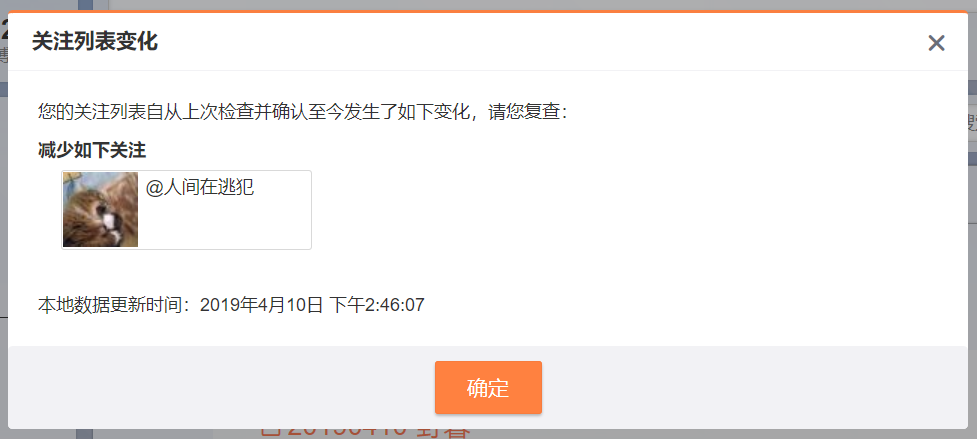 关注列表变化
您的关注列表自从上次检查并确认至今发生了如下变化，请您复查：
减少如下关注
@人间在逃犯
本地数据更新时间：2019年4月10日 下午2:46:07
确定